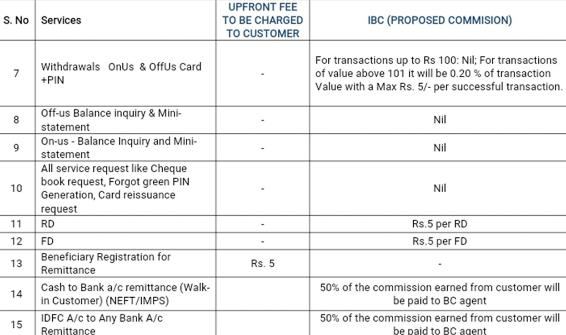 S. No Services UPFRONT FEE TO BE CHARGED TO CUSTOMER IBC (PROPOSED COMMISION)
7 Withdrawals OnUs & OffUs Card +PIN - For transactions up to Rs 100: Nil; For transactions of value above 101 it will be 0.20 % of transaction Value with a Max Rs. 5/- per successful transaction.
8 Off-us Balance inquiry & Mini-statement - Nil
9 On-us - Balance Inquiry and Mini-statement - Nil
10 All service request like Cheque book request, Forgot green PIN Generation, Card reissuance request - Nil
11 RD - Rs.5 per RD
12 FD - Rs.5 per FD
13 Beneficiary Registration for Remittance Rs. 5 -
14 Cash to Bank a/c remittance (Walk-in Customer) (NEFT/IMPS) 50% of the commission earned from customer will be paid to BC agent
15 IDFC A/c to Any Bank A/c Remittance 50% of the commission earned from customer will be paid to BC agent